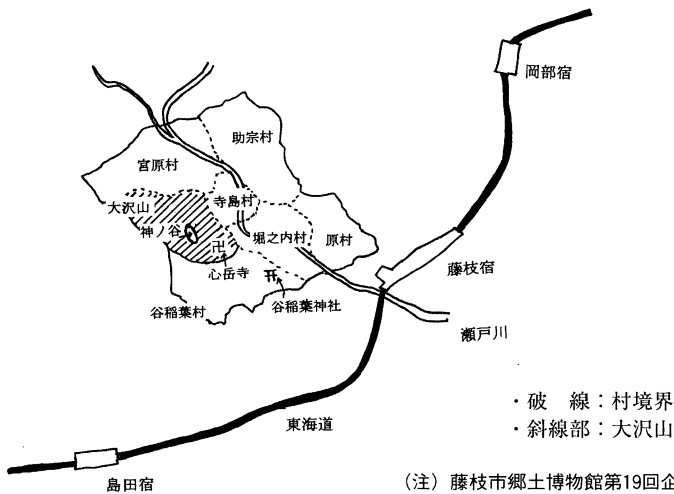 岡部宿
助宗村
宮原村
大沢山
寺島村
神ノ谷
堀之内村
原村
卍
心岳寺
藤枝宿
谷稲葉村
谷稲葉神社
瀬戸川
・破 線：村境界
東海道
・斜線部：大沢山
島田宿
(注) 藤枝市郷土博物館第19回企